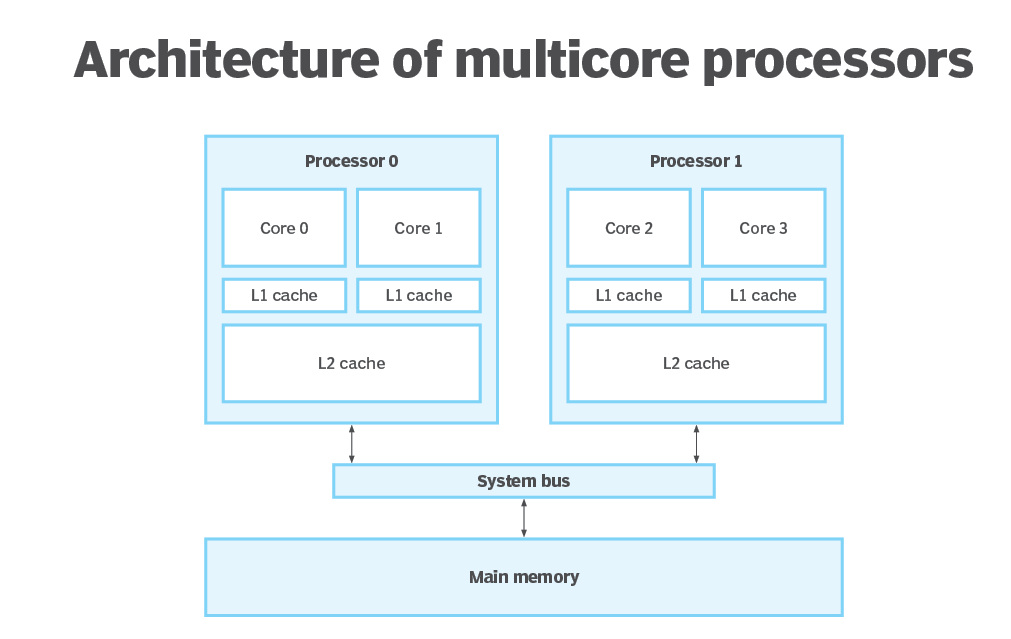 Architecture of multicore processors
Processor 0
Processor 1
Core 0
Core 1
Core 2
Core 3
L1 cache
L1 cache
L1 cache
L1 cache
L2 cache
L2 cache
System bus
Main memory